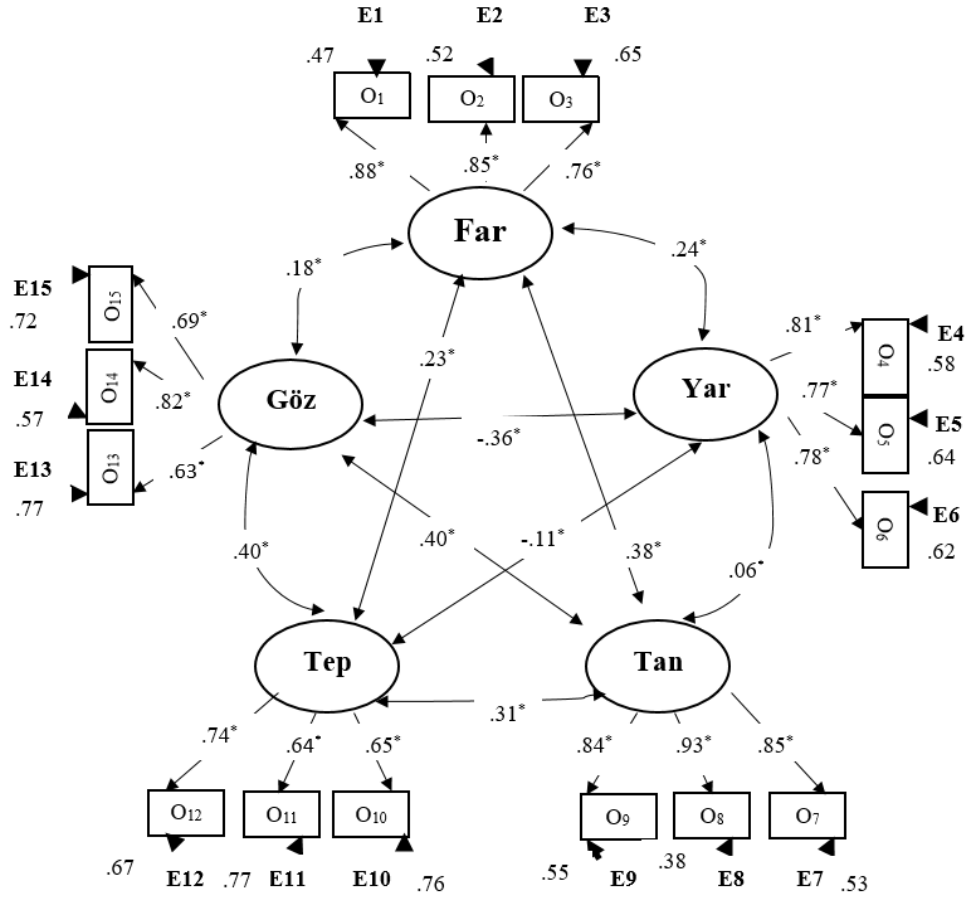 E1 E2 E3
.47 .52 .65
O1 O2 O3
.88* .85* .76*
Far
.18* .24*
E15 O15 .69*
.72
E14 O14 .82*
.57
E13 O13 .63*
.77
Göz
.23*
-.36*
Yar
.81* O4 E4
.58
.77* O5 E5
.64
.78* O6 E6
.62
.40* .40* -.11* .38* .06*
Tep Tan
.31*
.74* .64* .65* .84* .93* .85*
O12 O11 O10 O9 O8 O7
.67 E12 .77 E11 E10 .76 .55 E9 .38 E8 E7 .53